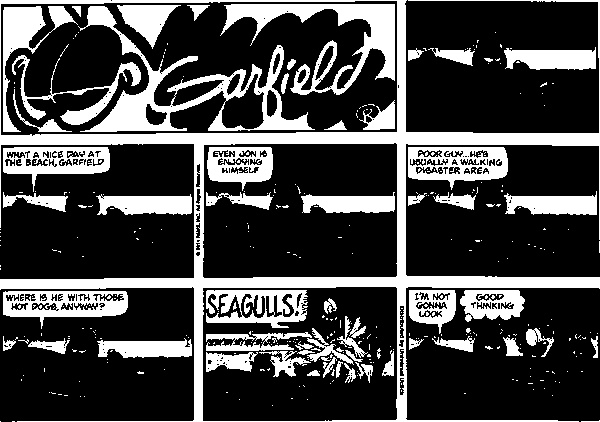 Garfield
®
WHAT A NICE DAY AT
THE BEACH, GARFIELD
EVEN JON IS
ENJOYING
HIMSELF
POOR GUY...HE'S
USUALLY A WALKING
DISASTER AREA
WHERE IS HE WITH THOSE
HOT DOGS, ANYWAY?
SEAGULLS!
I'M NOT
GONNA
LOOK
GOOD
THINKING